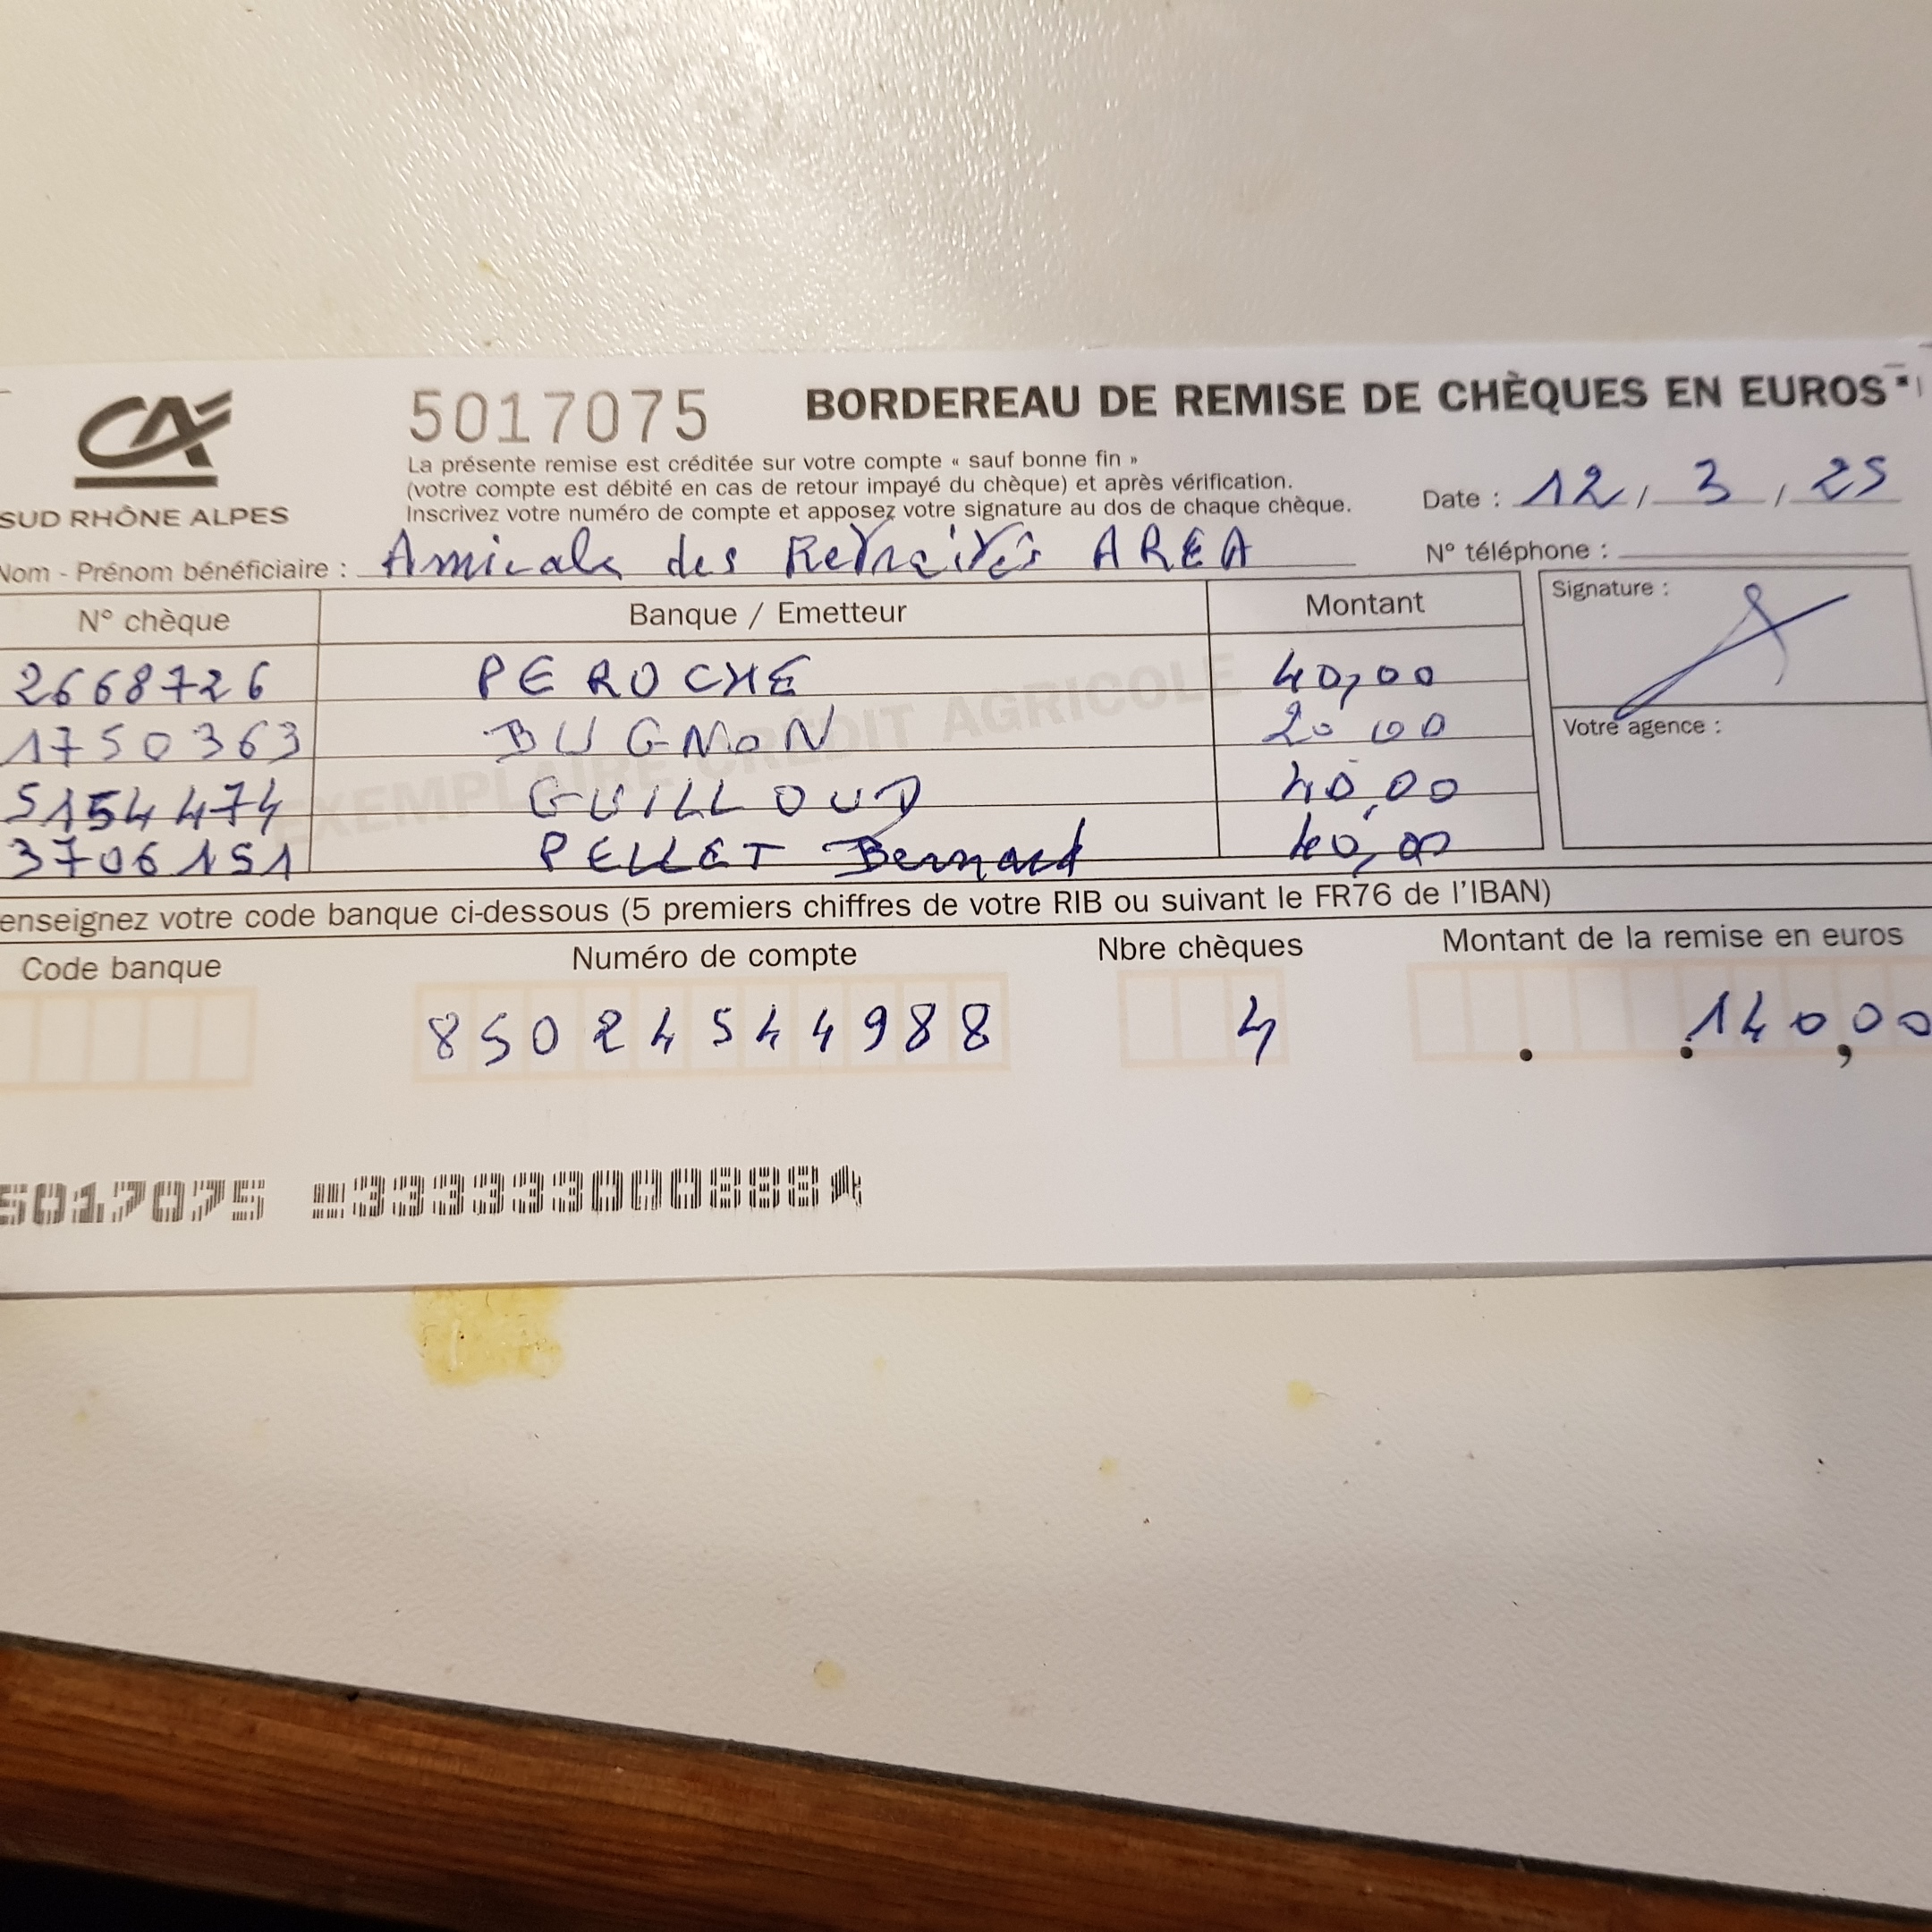 5017075 BORDEREAU DE REMISE DE CHÈQUES EN EUROS
CA
SUD RHÔNE ALPES
La présente remise est créditée sur votre compte « sauf bonne fin »
(votre compte est débité en cas de retour impayé du chèque) et après vérification.
Inscrivez votre numéro de compte et apposez votre signature au dos de chaque chèque.
Date : 12 / 3 / 25
Nom - Prénom bénéficiaire : Amicale des Retraités AREA
N° téléphone :
N° chèque Banque / Emetteur Montant
Signature :
2668726 PEROCHE 40,00
1750363 BUGNON 20 00
Votre agence :
5154474 GUILLOUD 40,00
3706151 PELLET Bernard 40,00
EXEMPLAIRE CRÉDIT AGRICOLE
enseignez votre code banque ci-dessous (5 premiers chiffres de votre RIB ou suivant le FR76 de l'IBAN)
Code banque Numéro de compte Nbre chèques Montant de la remise en euros
85024544988 4 140,00
5017075 333333000888